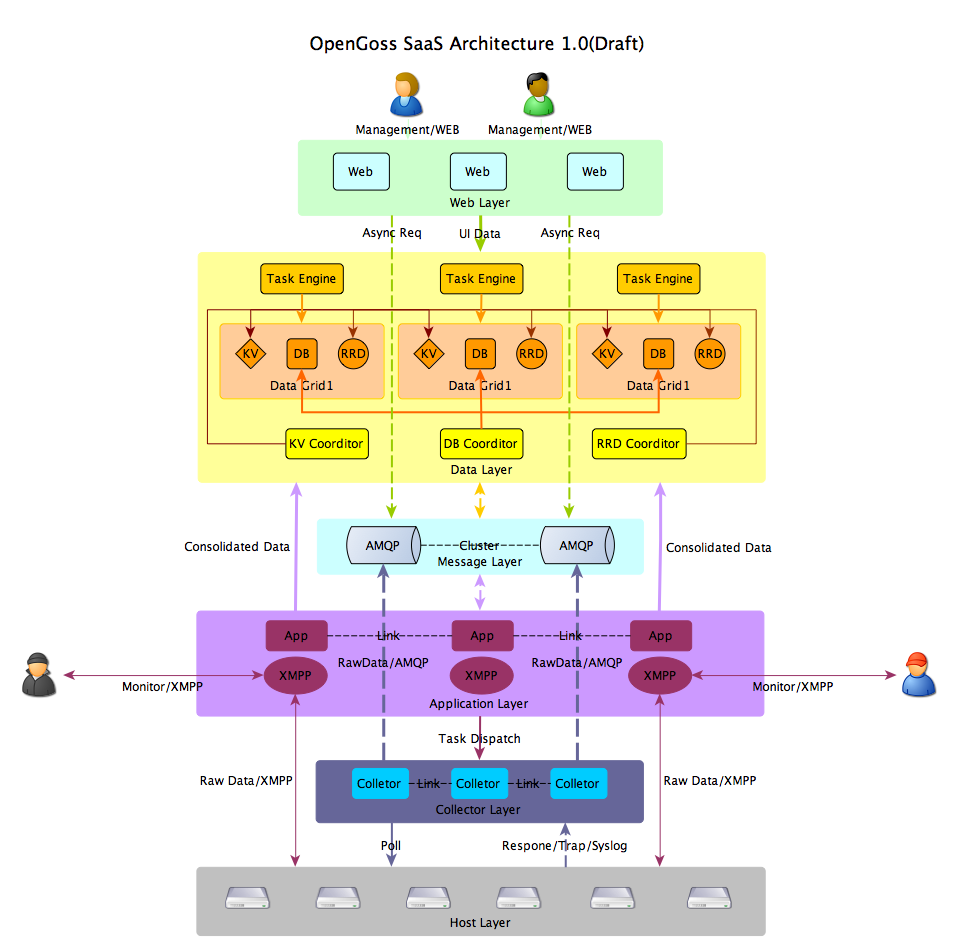 OpenGoss SaaS Architecture 1.0(Draft)
Management/WEB
Management/WEB
Web
Web
Web
Web Layer
Async Req
UI Data
Async Req
Task Engine
Task Engine
Task Engine
KV
DB
RRD
KV
DB
RRD
KV
DB
RRD
Data Grid1
Data Grid1
Data Grid1
KV Coorditor
DB Coorditor
RRD Coorditor
Data Layer
Consolidated Data
AMQP
Cluster
AMQP
Consolidated Data
Message Layer
App
Link
App
Link
App
RawData/AMQP
RawData/AMQP
XMPP
XMPP
XMPP
Monitor/XMPP
Monitor/XMPP
Application Layer
Task Dispatch
Raw Data/XMPP
Raw Data/XMPP
Colletor
Link
Colletor
Link
Colletor
Collector Layer
Poll
Respone/Trap/Syslog
Host Layer